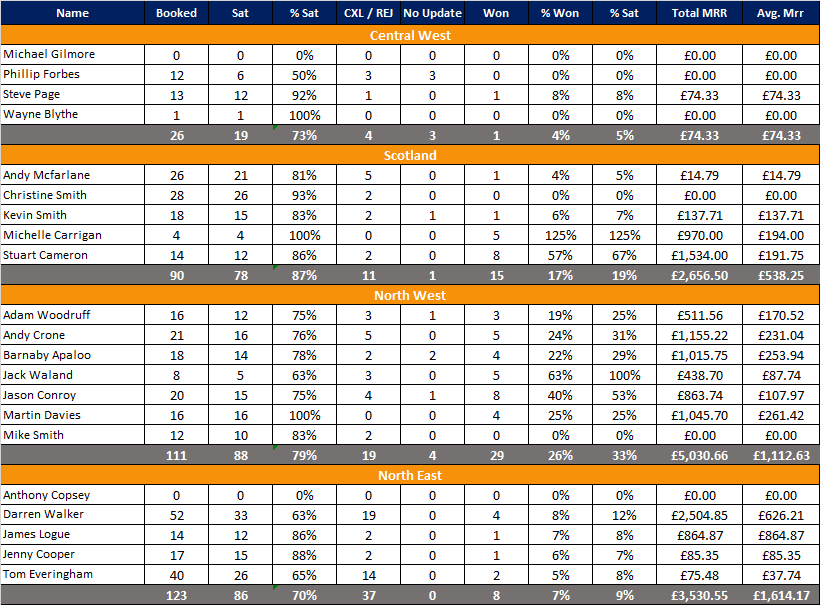 Name Booked Sat % Sat CXL / REJ No Update Won % Won % Sat Total MRR Avg. Mrr
Central West
Michael Gilmore 0 0 0% 0 0 0 0% 0% £0.00 £0.00
Phillip Forbes 12 6 50% 3 3 0 0% 0% £0.00 £0.00
Steve Page 13 12 92% 1 0 1 8% 8% £74.33 £74.33
Wayne Blythe 1 1 100% 0 0 0 0% 0% £0.00 £0.00
26 19 73% 4 3 1 4% 5% £74.33 £74.33
Scotland
Andy Mcfarlane 26 21 81% 5 0 1 4% 5% £14.79 £14.79
Christine Smith 28 26 93% 2 0 0 0% 0% £0.00 £0.00
Kevin Smith 18 15 83% 2 1 1 6% 7% £137.71 £137.71
Michelle Carrigan 4 4 100% 0 0 5 125% 125% £970.00 £194.00
Stuart Cameron 14 12 86% 2 0 8 57% 67% £1,534.00 £191.75
90 78 87% 11 1 15 17% 19% £2,656.50 £538.25
North West
Adam Woodruff 16 12 75% 3 1 3 19% 25% £511.56 £170.52
Andy Crone 21 16 76% 5 0 5 24% 31% £1,155.22 £231.04
Barnaby Apaloo 18 14 78% 2 2 4 22% 29% £1,015.75 £253.94
Jack Waland 8 5 63% 3 0 5 63% 100% £438.70 £87.74
Jason Conroy 20 15 75% 4 1 8 40% 53% £863.74 £107.97
Martin Davies 16 16 100% 0 0 4 25% 25% £1,045.70 £261.42
Mike Smith 12 10 83% 2 0 0 0% 0% £0.00 £0.00
111 88 79% 19 4 29 26% 33% £5,030.66 £1,112.63
North East
Anthony Copsey 0 0 0% 0 0 0 0% 0% £0.00 £0.00
Darren Walker 52 33 63% 19 0 4 8% 12% £2,504.85 £626.21
James Logue 14 12 86% 2 0 1 7% 8% £864.87 £864.87
Jenny Cooper 17 15 88% 2 0 1 6% 7% £85.35 £85.35
Tom Everingham 40 26 65% 14 0 2 5% 8% £75.48 £37.74
123 86 70% 37 0 8 7% 9% £3,530.55 £1,614.17